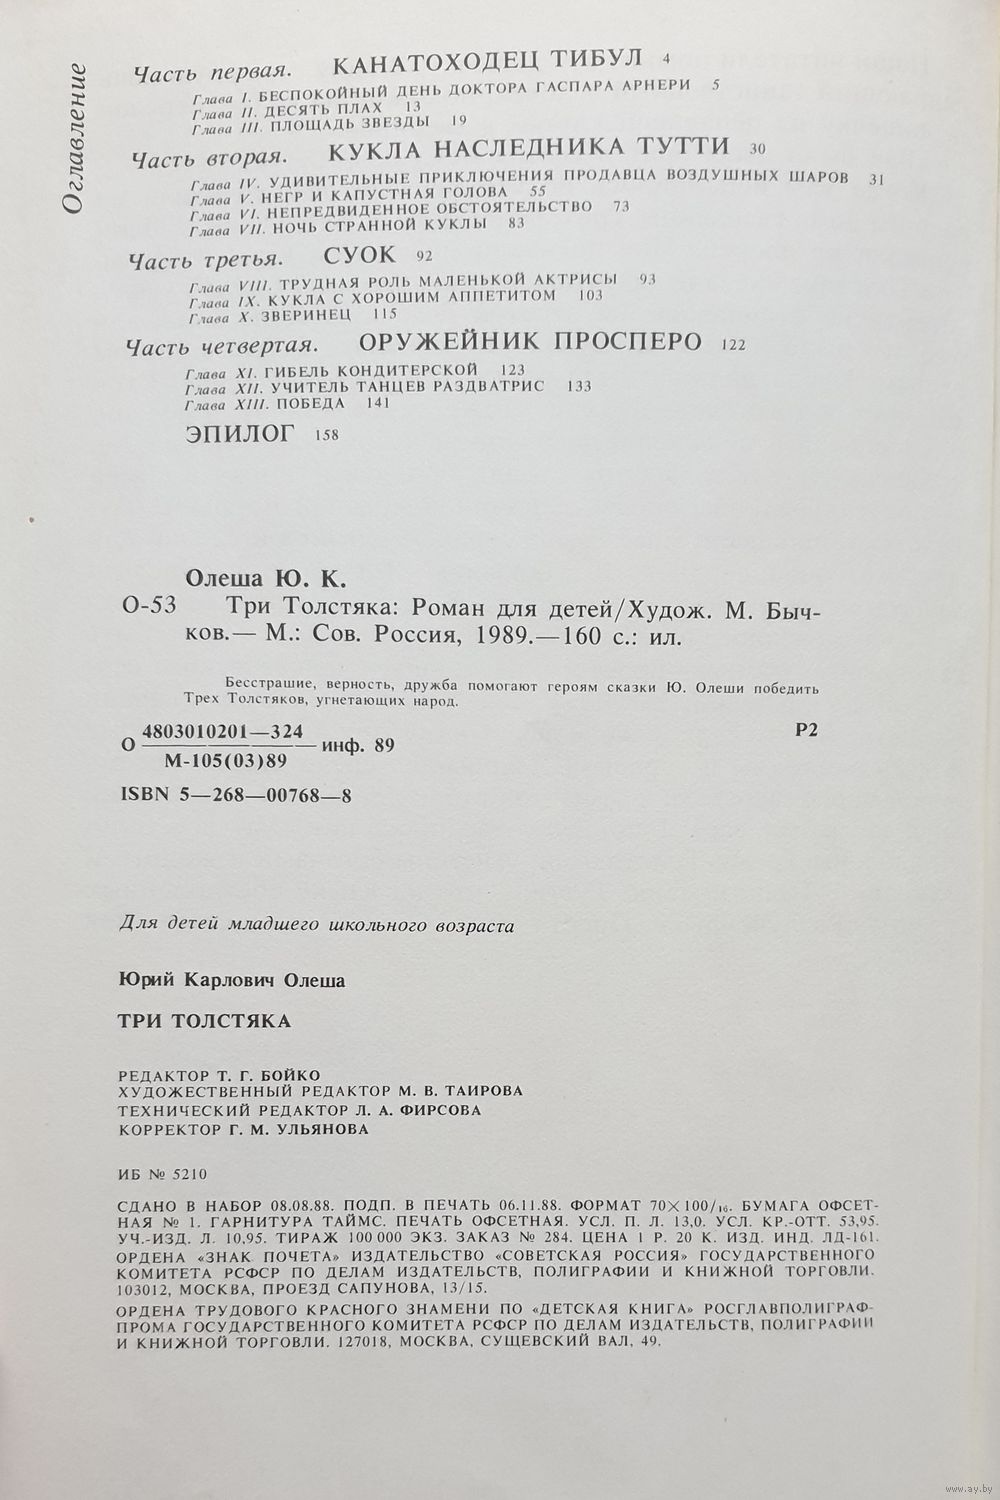 Оглавление
Часть первая. КАНАТОХОДЕЦ ТИБУЛ 4
Глава I. БЕСПОКОЙНЫЙ ДЕНЬ ДОКТОРА ГАСПАРА АРНЕРИ 5
Глава II. ДЕСЯТЬ ПЛАХ 13
Глава III. ПЛОЩАДЬ ЗВЕЗДЫ 19
Часть вторая. КУКЛА НАСЛЕДНИКА ТУТТИ 30
Глава IV. УДИВИТЕЛЬНЫЕ ПРИКЛЮЧЕНИЯ ПРОДАВЦА ВОЗДУШНЫХ ШАРОВ 31
Глава V. НЕГР И КАПУСТНАЯ ГОЛОВА 55
Глава VI. НЕПРЕДВИДЕННОЕ ОБСТОЯТЕЛЬСТВО 73
Глава VII. НОЧЬ СТРАННОЙ КУКЛЫ 83
Часть третья. СУОК 92
Глава VIII. ТРУДНАЯ РОЛЬ МАЛЕНЬКОЙ АКТРИСЫ 93
Глава IX. КУКЛА С ХОРОШИМ АППЕТИТОМ 103
Глава X. ЗВЕРИНЕЦ 115
Часть четвертая. ОРУЖЕЙНИК ПРОСПЕРО 122
Глава XI. ГИБЕЛЬ КОНДИТЕРСКОЙ 123
Глава XII. УЧИТЕЛЬ ТАНЦЕВ РАЗДВАТРИС 133
Глава XIII. ПОБЕДА 141
ЭПИЛОГ 158
Олеша Ю. К.
О-53 Три Толстяка: Роман для детей/Худож. М. Быч-
ков.— М.: Сов. Россия, 1989.—160 с.: ил.
Бесстрашие, верность, дружба помогают героям сказки Ю. Олеши победить
Трех Толстяков, угнетающих народ.
4803010201—324
О инф. 89
М-105(03)89
Р2
ISBN 5—268—00768—8
Для детей младшего школьного возраста
Юрий Карлович Олеша
ТРИ ТОЛСТЯКА
РЕДАКТОР Т. Г. БОЙКО
ХУДОЖЕСТВЕННЫЙ РЕДАКТОР М. В. ТАИРОВА
ТЕХНИЧЕСКИЙ РЕДАКТОР Л. А. ФИРСОВА
КОРРЕКТОР Г. М. УЛЬЯНОВА
ИБ № 5210
СДАНО В НАБОР 08.08.88. ПОДП. В ПЕЧАТЬ 06.11.88. ФОРМАТ 70×100/16. БУМАГА ОФСЕТ-
НАЯ № 1. ГАРНИТУРА ТАЙМС. ПЕЧАТЬ ОФСЕТНАЯ. УСЛ. П. Л. 13,0. УСЛ. КР.-ОТТ. 53,95.
УЧ.-ИЗД. Л. 10,95. ТИРАЖ 100 000 ЭКЗ. ЗАКАЗ № 284. ЦЕНА 1 Р. 20 К. ИЗД. ИНД. ЛД-161.
ОРДЕНА «ЗНАК ПОЧЕТА» ИЗДАТЕЛЬСТВО «СОВЕТСКАЯ РОССИЯ» ГОСУДАРСТВЕННОГО
КОМИТЕТА РСФСР ПО ДЕЛАМ ИЗДАТЕЛЬСТВ, ПОЛИГРАФИИ И КНИЖНОЙ ТОРГОВЛИ.
103012, МОСКВА, ПРОЕЗД САПУНОВА, 13/15.
ОРДЕНА ТРУДОВОГО КРАСНОГО ЗНАМЕНИ ПО «ДЕТСКАЯ КНИГА» РОСГЛАВПОЛИГРАФ-
ПРОМА ГОСУДАРСТВЕННОГО КОМИТЕТА РСФСР ПО ДЕЛАМ ИЗДАТЕЛЬСТВ, ПОЛИГРАФИИ
И КНИЖНОЙ ТОРГОВЛИ. 127018, МОСКВА, СУЩЕВСКИЙ ВАЛ, 49.
www.ay.by